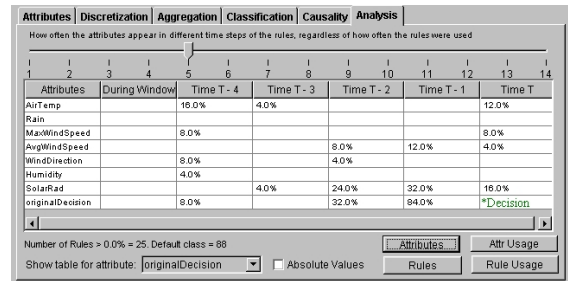 Attributes Discretization Aggregation Classification Causality Analysis
How often the attributes appear in different time steps of the rules, regardless of how often the rules were used
1 2 3 4 5 6 7 8 9 10 11 12 13 14
Attributes During Window Time T - 4 Time T - 3 Time T - 2 Time T - 1 Time T
AirTemp 16.0% 4.0% 12.0%
Rain
MaxWindSpeed 8.0% 8.0%
AvgWindSpeed 8.0% 12.0% 4.0%
WindDirection 8.0% 4.0%
Humidity 4.0%
SolarRad 4.0% 24.0% 32.0% 16.0%
originalDecision 8.0% 32.0% 84.0% *Decision
Number of Rules > 0.0% = 25. Default class = 88 Attributes Attr Usage
Show table for attribute: originalDecision Absolute Values Rules Rule Usage